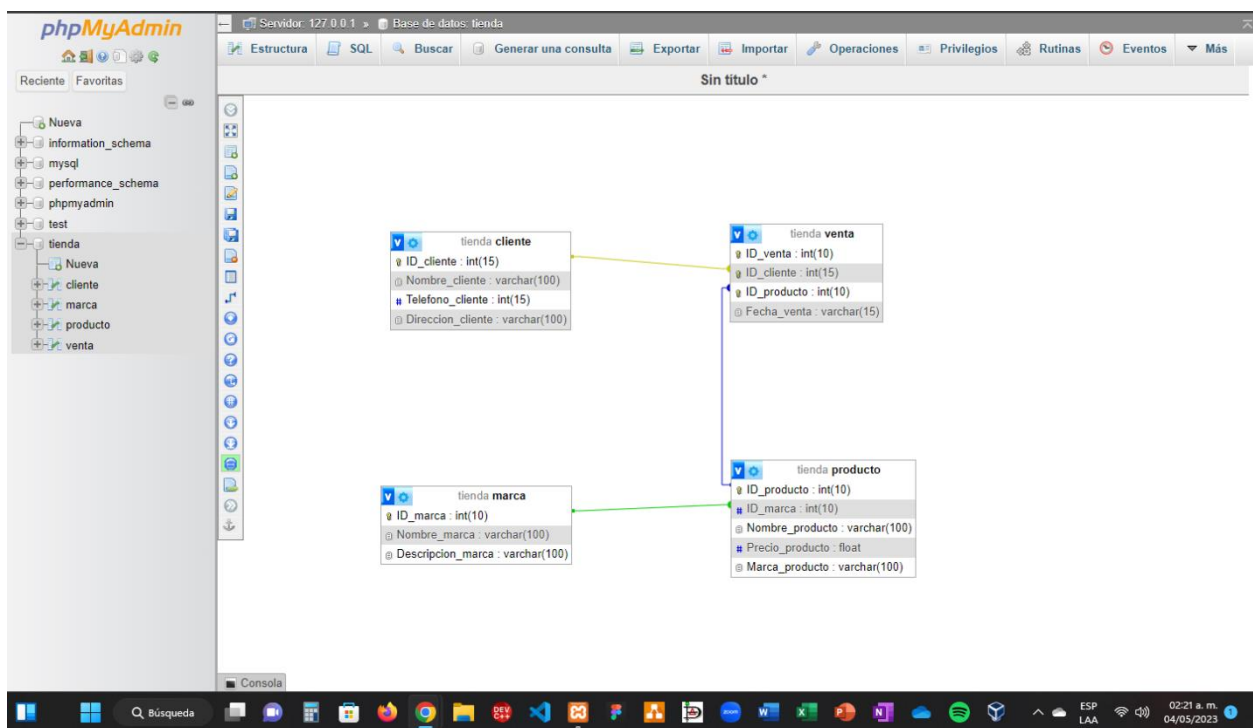 phpMyAdmin
Reciente Favoritas
Nueva
information_schema
mysql
performance_schema
phpmyadmin
test
tienda
Nueva
cliente
marca
producto
venta
Servidor: 127.0.0.1 » Base de datos: tienda
Estructura SQL Buscar Generar una consulta Exportar Importar Operaciones Privilegios Rutinas Eventos Más
Sin título *
tienda cliente
ID_cliente : int(15)
Nombre_cliente : varchar(100)
# Telefono_cliente : int(15)
Direccion_cliente : varchar(100)
tienda venta
ID_venta : int(10)
ID_cliente : int(15)
ID_producto : int(10)
Fecha_venta : varchar(15)
tienda marca
ID_marca : int(10)
Nombre_marca : varchar(100)
Descripcion_marca : varchar(100)
tienda producto
ID_producto : int(10)
# ID_marca : int(10)
Nombre_producto : varchar(100)
# Precio_producto : float
Marca_producto : varchar(100)
Consola
Búsqueda
DEV C++
zoom
ESP
LAA
02:21 a. m.
04/05/2023
1